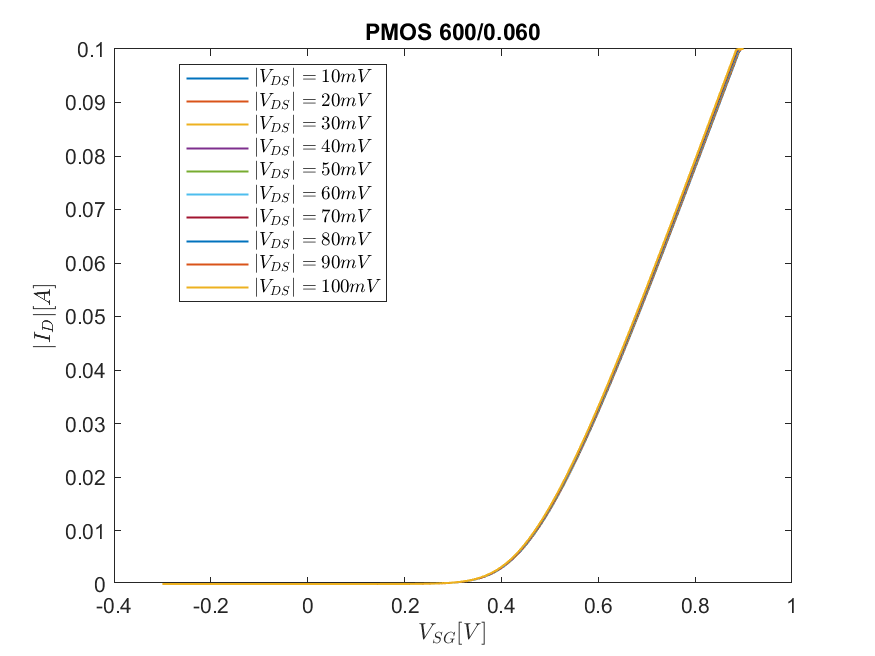 PMOS 600/0.060
0.1
0.09
0.08
0.07
0.06
0.05
0.04
0.03
0.02
0.01
0
|I_D|[A]
|V_DS| = 10mV
|V_DS| = 20mV
|V_DS| = 30mV
|V_DS| = 40mV
|V_DS| = 50mV
|V_DS| = 60mV
|V_DS| = 70mV
|V_DS| = 80mV
|V_DS| = 90mV
|V_DS| = 100mV
-0.4 -0.2 0 0.2 0.4 0.6 0.8 1
V_SG[V]